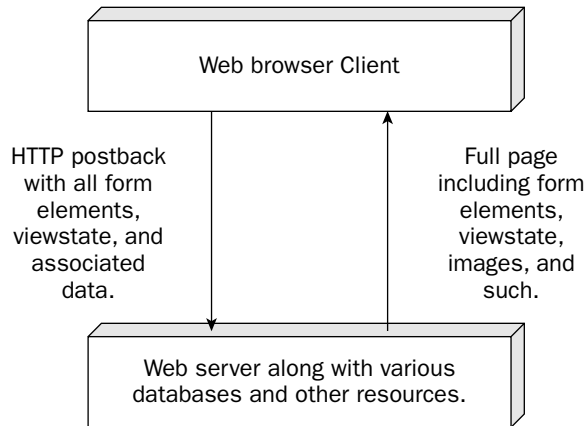 Web browser Client
HTTP postback
with all form
elements,
viewstate, and
associated
data.
Full page
including form
elements,
viewstate,
images, and
such.
Web server along with various
databases and other resources.